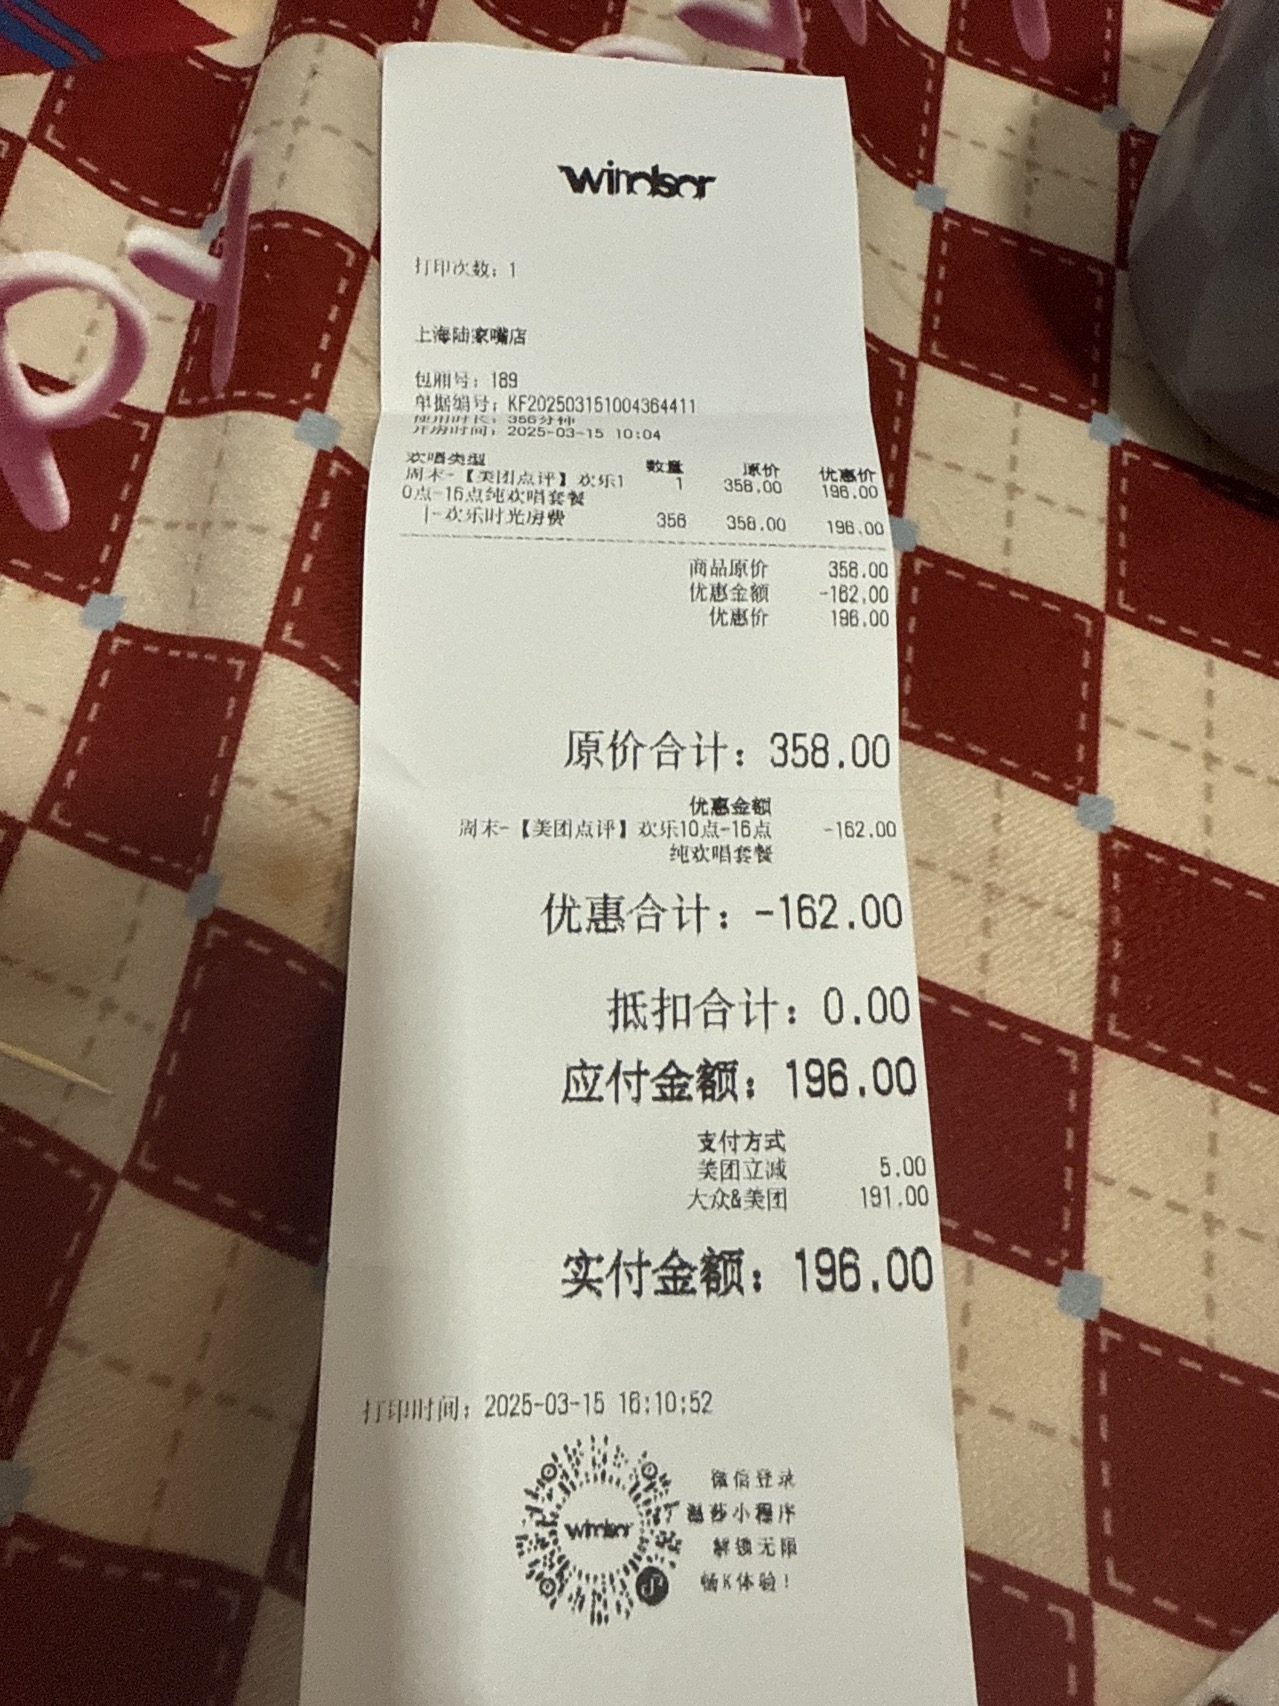 windsor
打印次数：1
上海陆家嘴店
包厢号：189
单据编号：KF202503151004364411
使用时长：356分钟
开房时间：2025-03-15 10:04
欢唱类型 数量 原价 优惠价
周末-【美团点评】欢乐1 1 358.00 196.00
0点-16点纯欢唱套餐
|-欢乐时光房费 356 358.00 196.00
商品原价 358.00
优惠金额 -162.00
优惠价 196.00
原价合计：358.00
优惠金额
周末-【美团点评】欢乐10点-16点 -162.00
纯欢唱套餐
优惠合计：-162.00
抵扣合计：0.00
应付金额：196.00
支付方式
美团立减 5.00
大众&美团 191.00
实付金额：196.00
打印时间：2025-03-15 16:10:52
windsor
微信登录
温莎小程序
解锁无限
畅K体验！